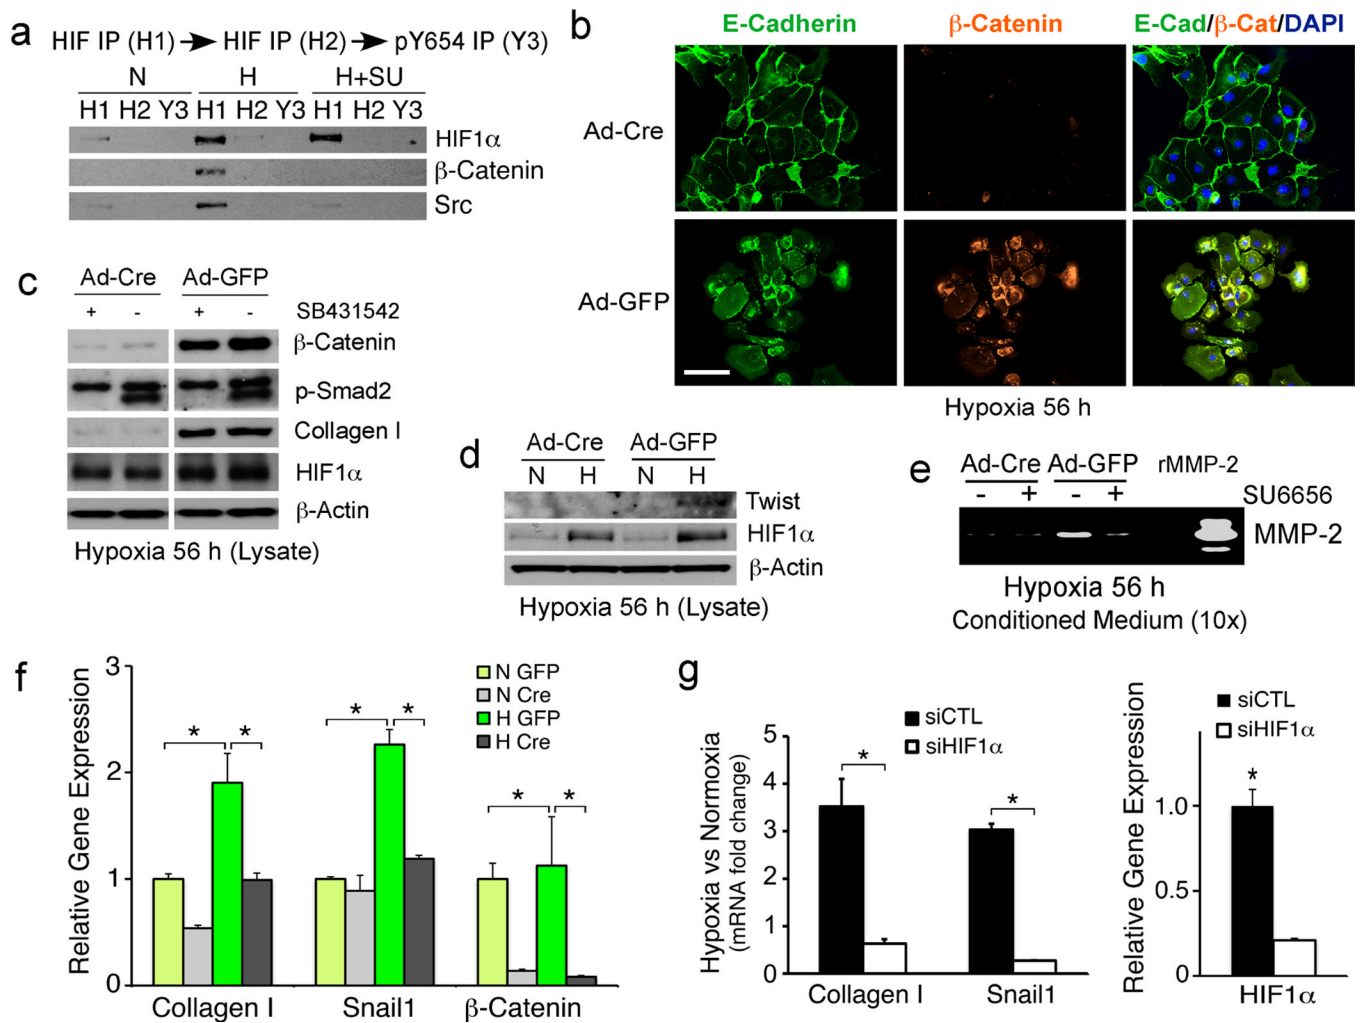 a
HIF IP (H1) → HIF IP (H2) → pY654 IP (Y3)
N H H+SU
H1 H2 Y3 H1 H2 Y3 H1 H2 Y3
HIF1α
β-Catenin
Src
b
E-Cadherin β-Catenin E-Cad/β-Cat/DAPI
Ad-Cre
Ad-GFP
Hypoxia 56 h
c
Ad-Cre Ad-GFP
+ - + - SB431542
β-Catenin
p-Smad2
Collagen I
HIF1α
β-Actin
Hypoxia 56 h (Lysate)
d
Ad-Cre Ad-GFP
N H N H
Twist
HIF1α
β-Actin
Hypoxia 56 h (Lysate)
e
Ad-Cre Ad-GFP rMMP-2
- + - + SU6656
MMP-2
Hypoxia 56 h
Conditioned Medium (10x)
f
Relative Gene Expression
3
2
1
0
N GFP
N Cre
H GFP
H Cre
* * * * * *
Collagen I Snail1 β-Catenin
g
Hypoxia vs Normoxia
(mRNA fold change)
5
4
3
2
1
0
siCTL
siHIF1α
* *
Collagen I Snail1
Relative Gene Expression
1.0
0.5
0
siCTL
siHIF1α
*
HIF1α